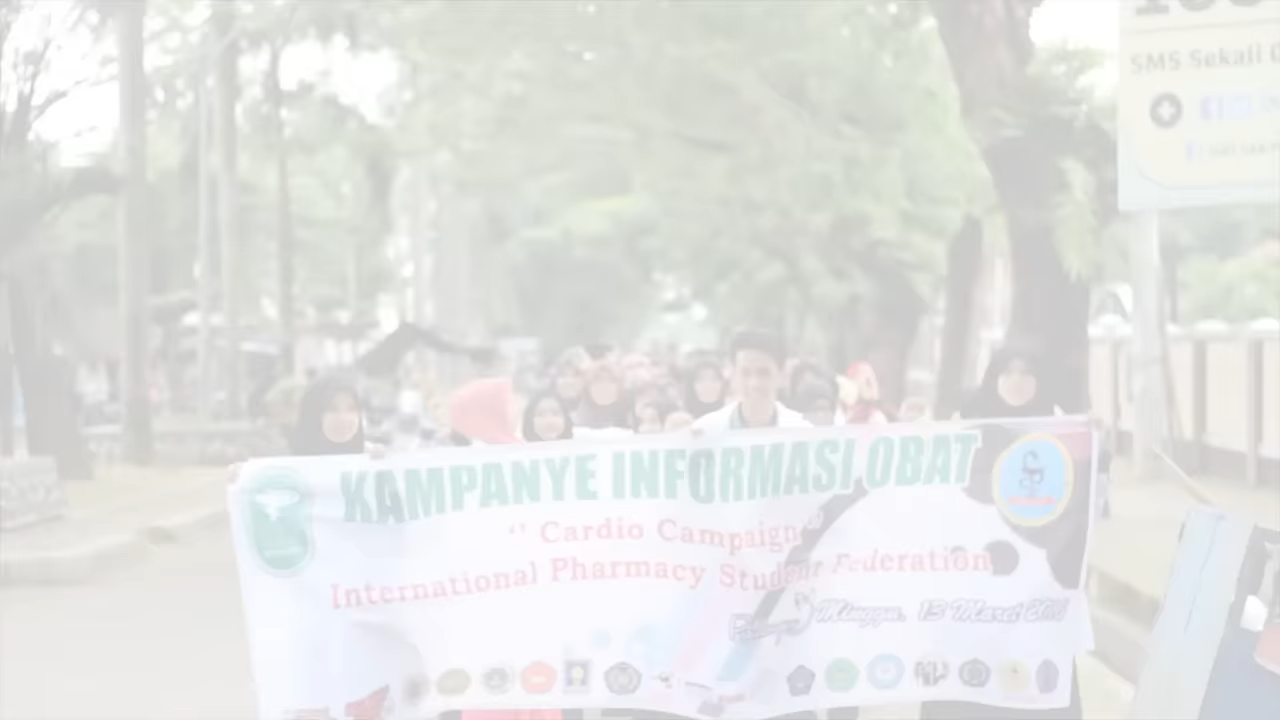 SMS Sekali
KAMPANYE INFORMASI OBAT
“ Cardio Campaign
International Pharmacy Student Federation
Minggu, 13 Maret